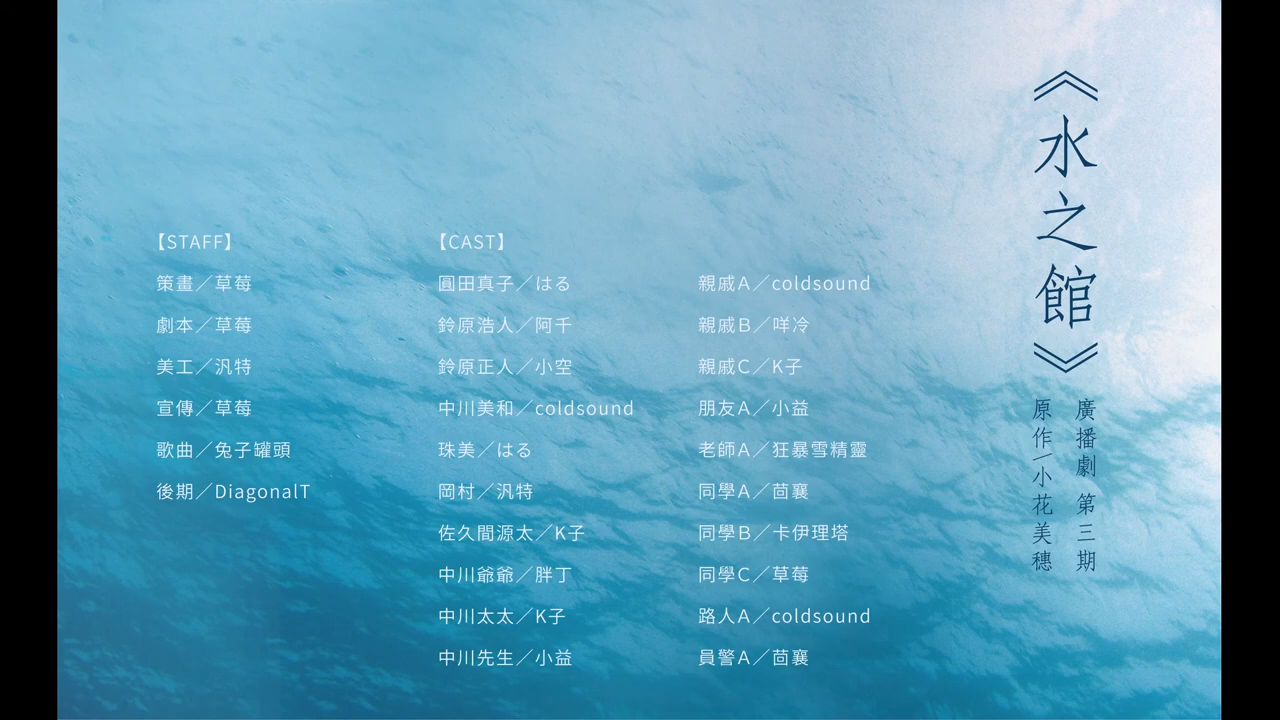 《水之館》
廣播劇 第三期
原作/小花美穗
【STAFF】
策畫／草莓
劇本／草莓
美工／汎特
宣傳／草莓
歌曲／兔子罐頭
後期／DiagonalT
【CAST】
圓田真子／はる
鈴原浩人／阿千
鈴原正人／小空
中川美和／coldsound
珠美／はる
岡村／汎特
佐久間源太／K子
中川爺爺／胖丁
中川太太／K子
中川先生／小益
親戚A／coldsound
親戚B／咩冷
親戚C／K子
朋友A／小益
老師A／狂暴雪精靈
同學A／茴襄
同學B／卡伊理塔
同學C／草莓
路人A／coldsound
員警A／茴襄